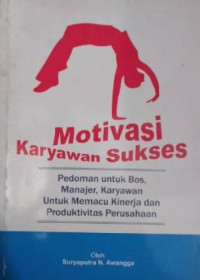 Motivasi
Karyawan Sukses
Pedoman untuk Bos,
Manajer, Karyawan
Untuk Memacu Kinerja dan
Produktivitas Perusahaan
Oleh:
Suryaputra N. Awangga